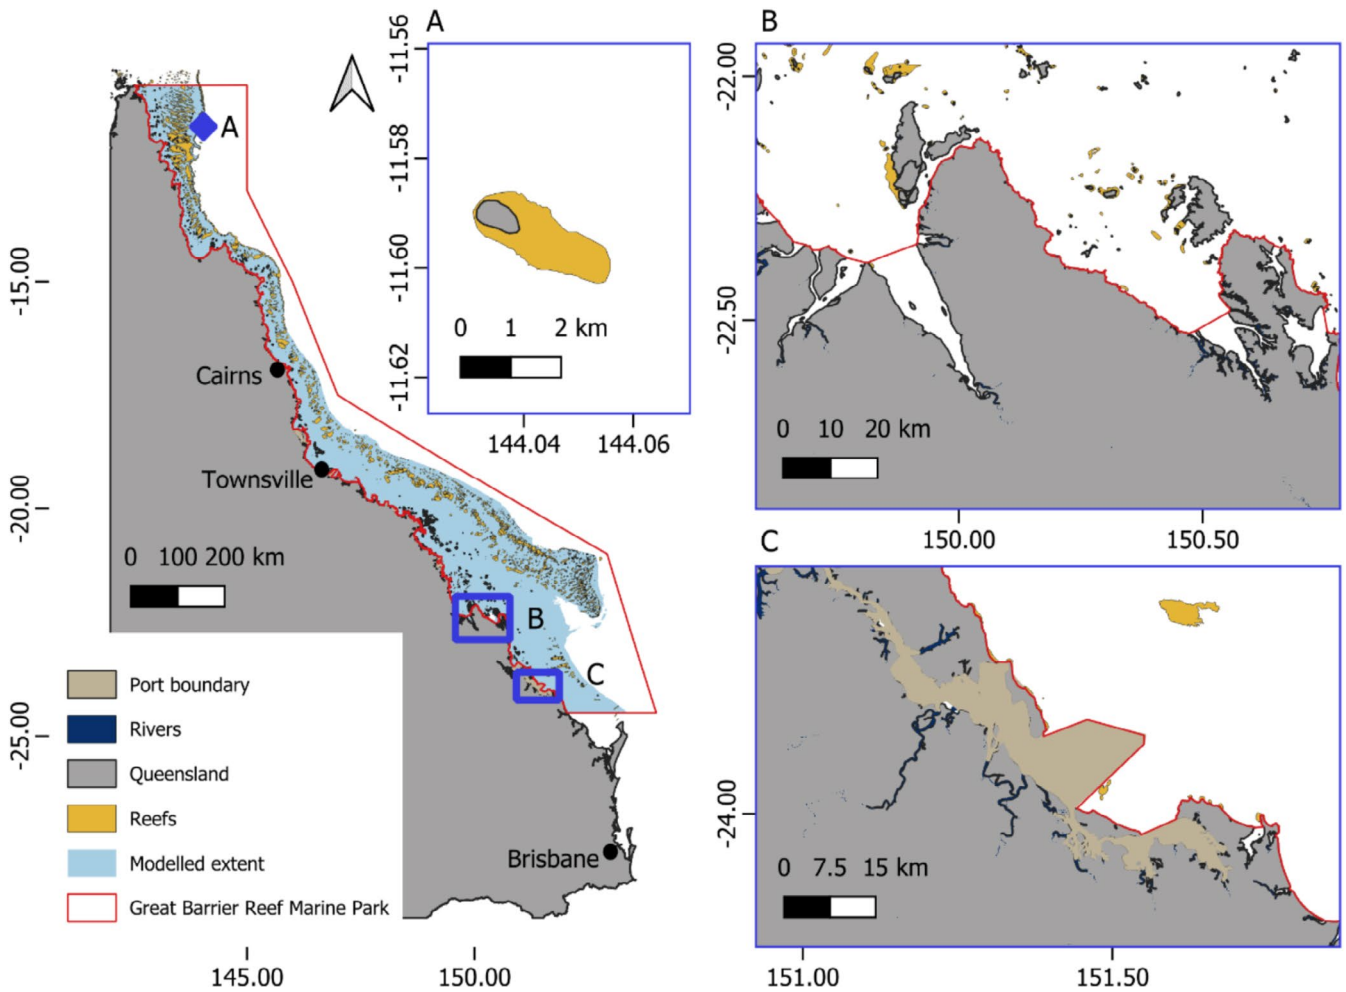 A
B
-11.56
-11.58
-11.60
-11.62
0 1 2 km
144.04 144.06
-22.00
-22.50
0 10 20 km
150.00 150.50
A
-15.00
Cairns
Townsville
-20.00
0 100 200 km
B
C
-25.00
Brisbane
145.00 150.00
Port boundary
Rivers
Queensland
Reefs
Modelled extent
Great Barrier Reef Marine Park
C
-24.00
0 7.5 15 km
151.00 151.50